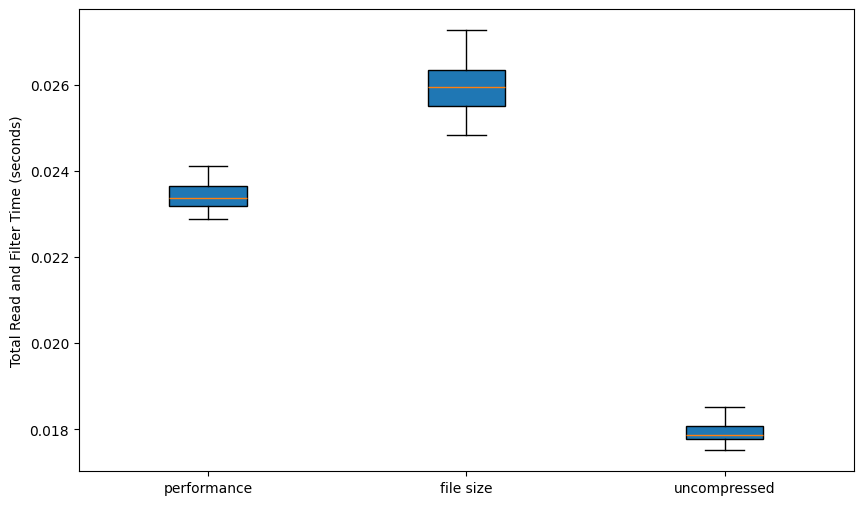 Total Read and Filter Time (seconds)
0.026
0.024
0.022
0.020
0.018
performance
file size
uncompressed